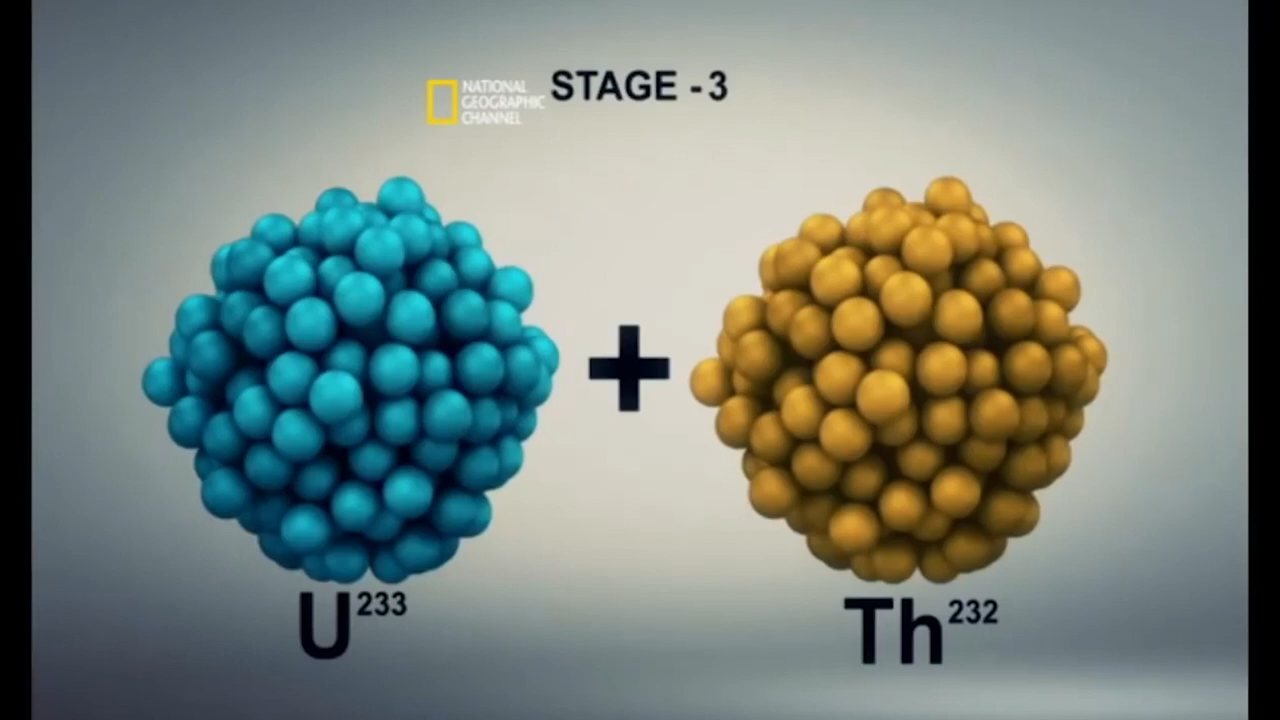 NATIONAL
GEOGRAPHIC
CHANNEL
STAGE - 3
U²³³
Th²³²